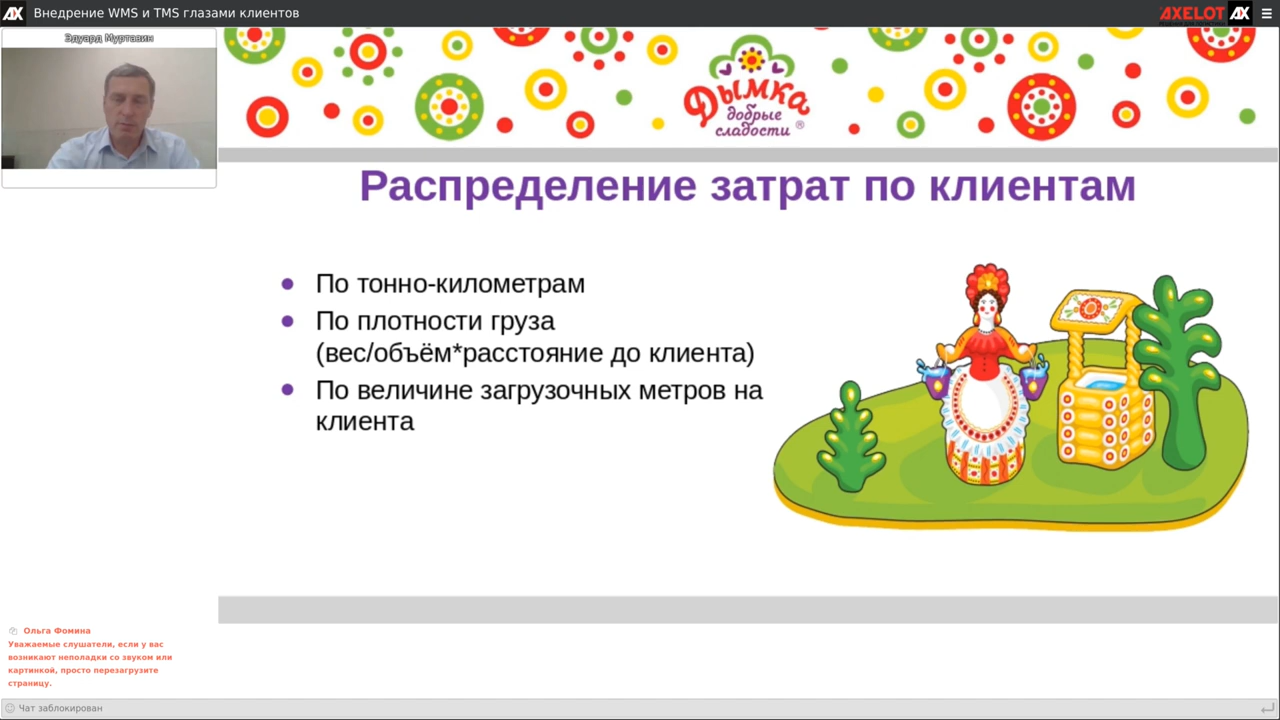 Внедрение WMS и TMS глазами клиентов
AXELOT
Эдуард Муртазин
Дымка
добрые
сладости ®
Распределение затрат по клиентам
По тонно-километрам
По плотности груза
(вес/объём*расстояние до клиента)
По величине загрузочных метров на
клиента
Ольга Фомина
Уважаемые слушатели, если у вас
возникают неполадки со звуком или
картинкой, просто перезагрузите
страницу.
Чат заблокирован